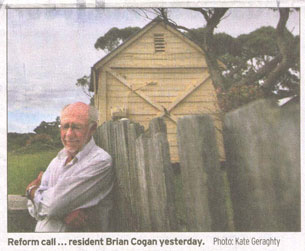 Reform call ... resident Brian Cogan yesterday. Photo: Kate Geraghty